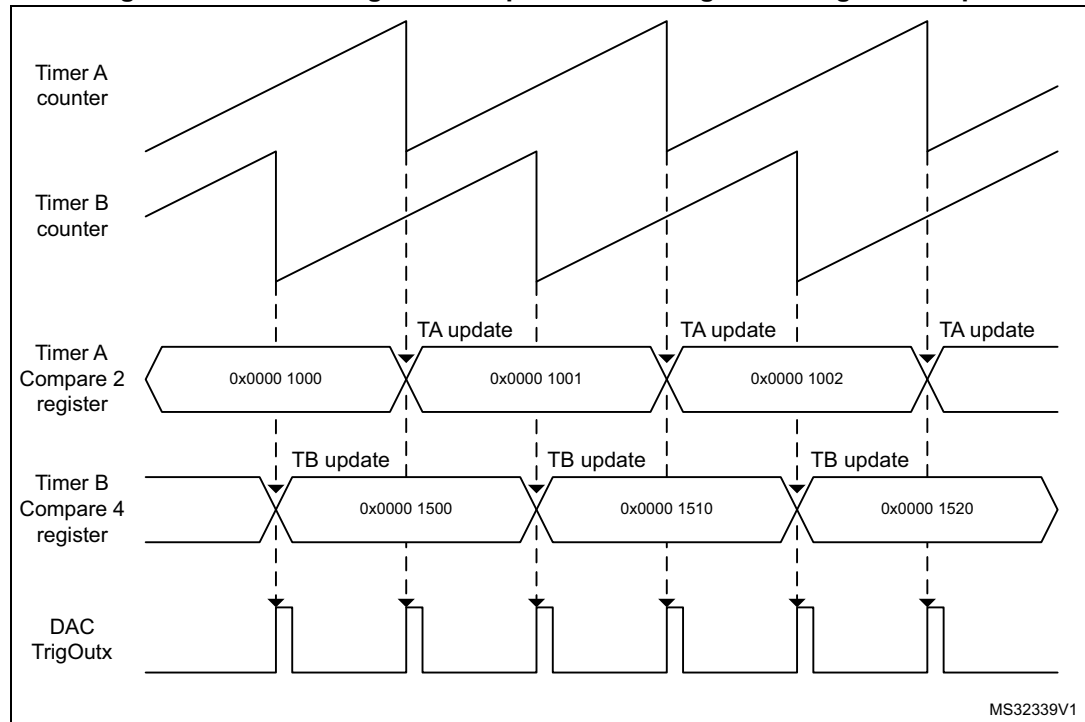 Timer A
counter
Timer B
counter
TA update
TA update
TA update
Timer A
Compare 2
register
0x0000 1000
0x0000 1001
0x0000 1002
TB update
TB update
TB update
Timer B
Compare 4
register
0x0000 1500
0x0000 1510
0x0000 1520
DAC
TrigOutx
MS32339V1